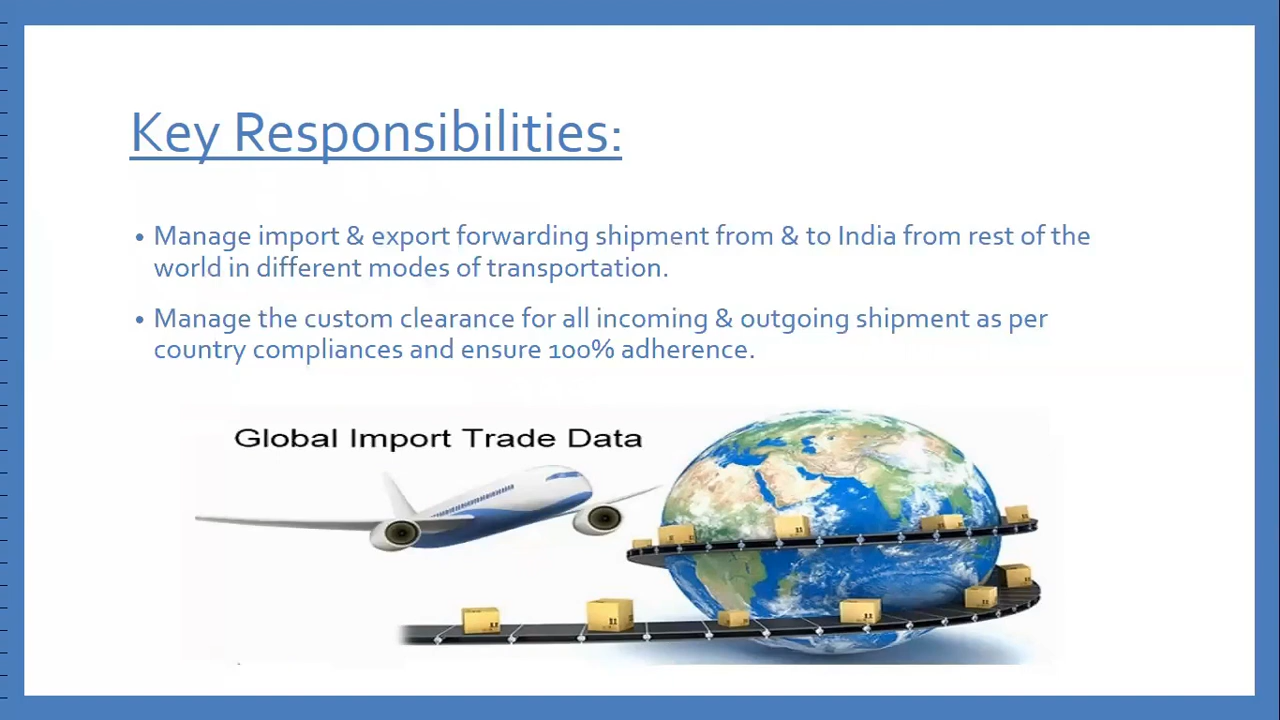 Key Responsibilities:
• Manage import & export forwarding shipment from & to India from rest of the
world in different modes of transportation.
• Manage the custom clearance for all incoming & outgoing shipment as per
country compliances and ensure 100% adherence.
Global Import Trade Data